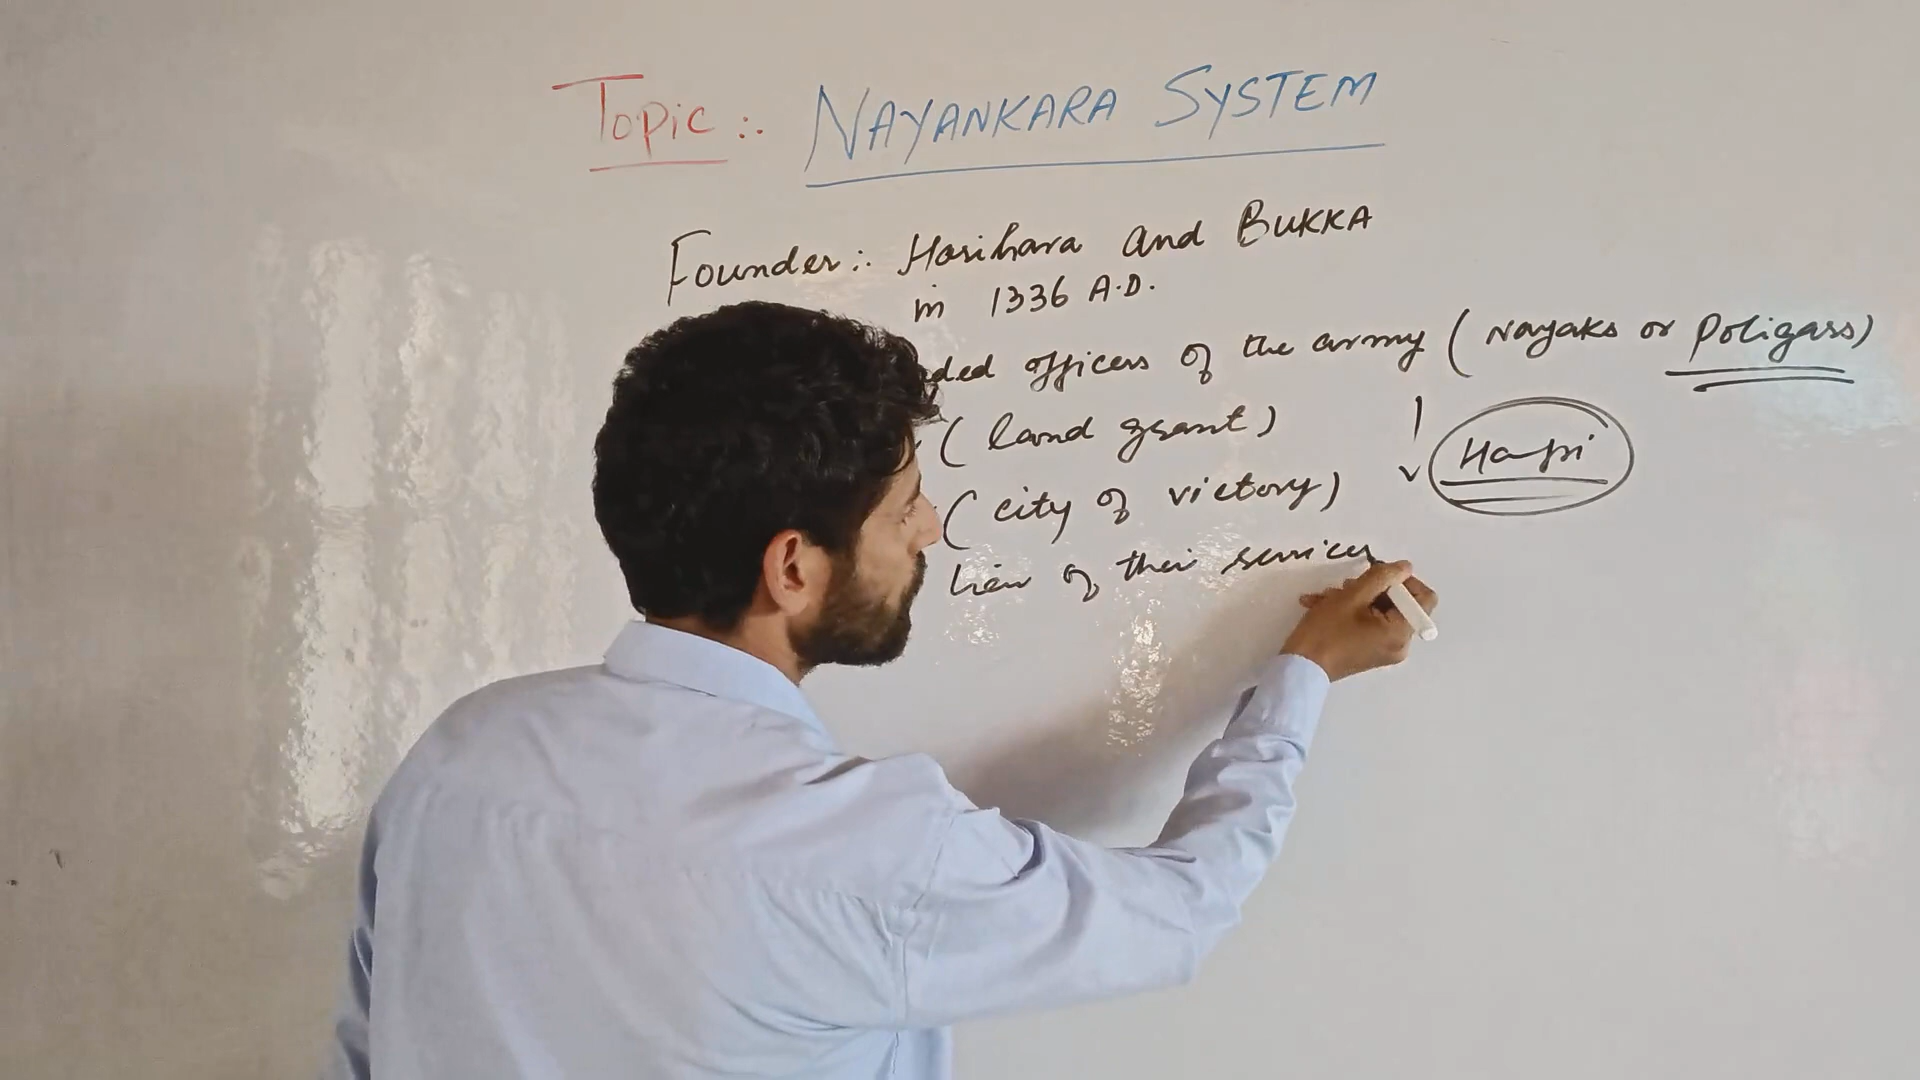 Topic :. NAYANKARA SYSTEM
Founder :. Harihara and BUKKA
in 1336 A.D.
ded officers of the army ( Nayaks or Poligars )
( land grant )
Hapi
( city of victory )
lieu of their services